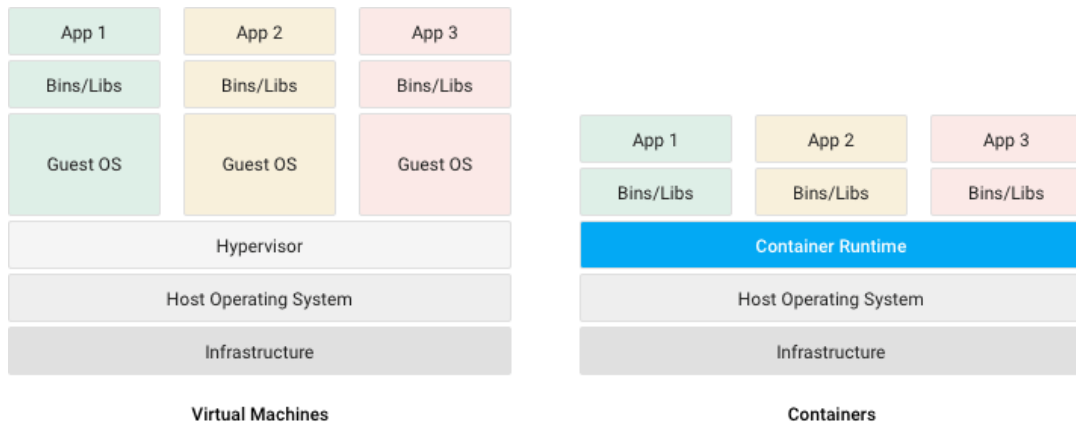 App 1
App 2
App 3
Bins/Libs
Bins/Libs
Bins/Libs
Guest OS
Guest OS
Guest OS
Hypervisor
Host Operating System
Infrastructure
Virtual Machines
App 1
App 2
App 3
Bins/Libs
Bins/Libs
Bins/Libs
Container Runtime
Host Operating System
Infrastructure
Containers